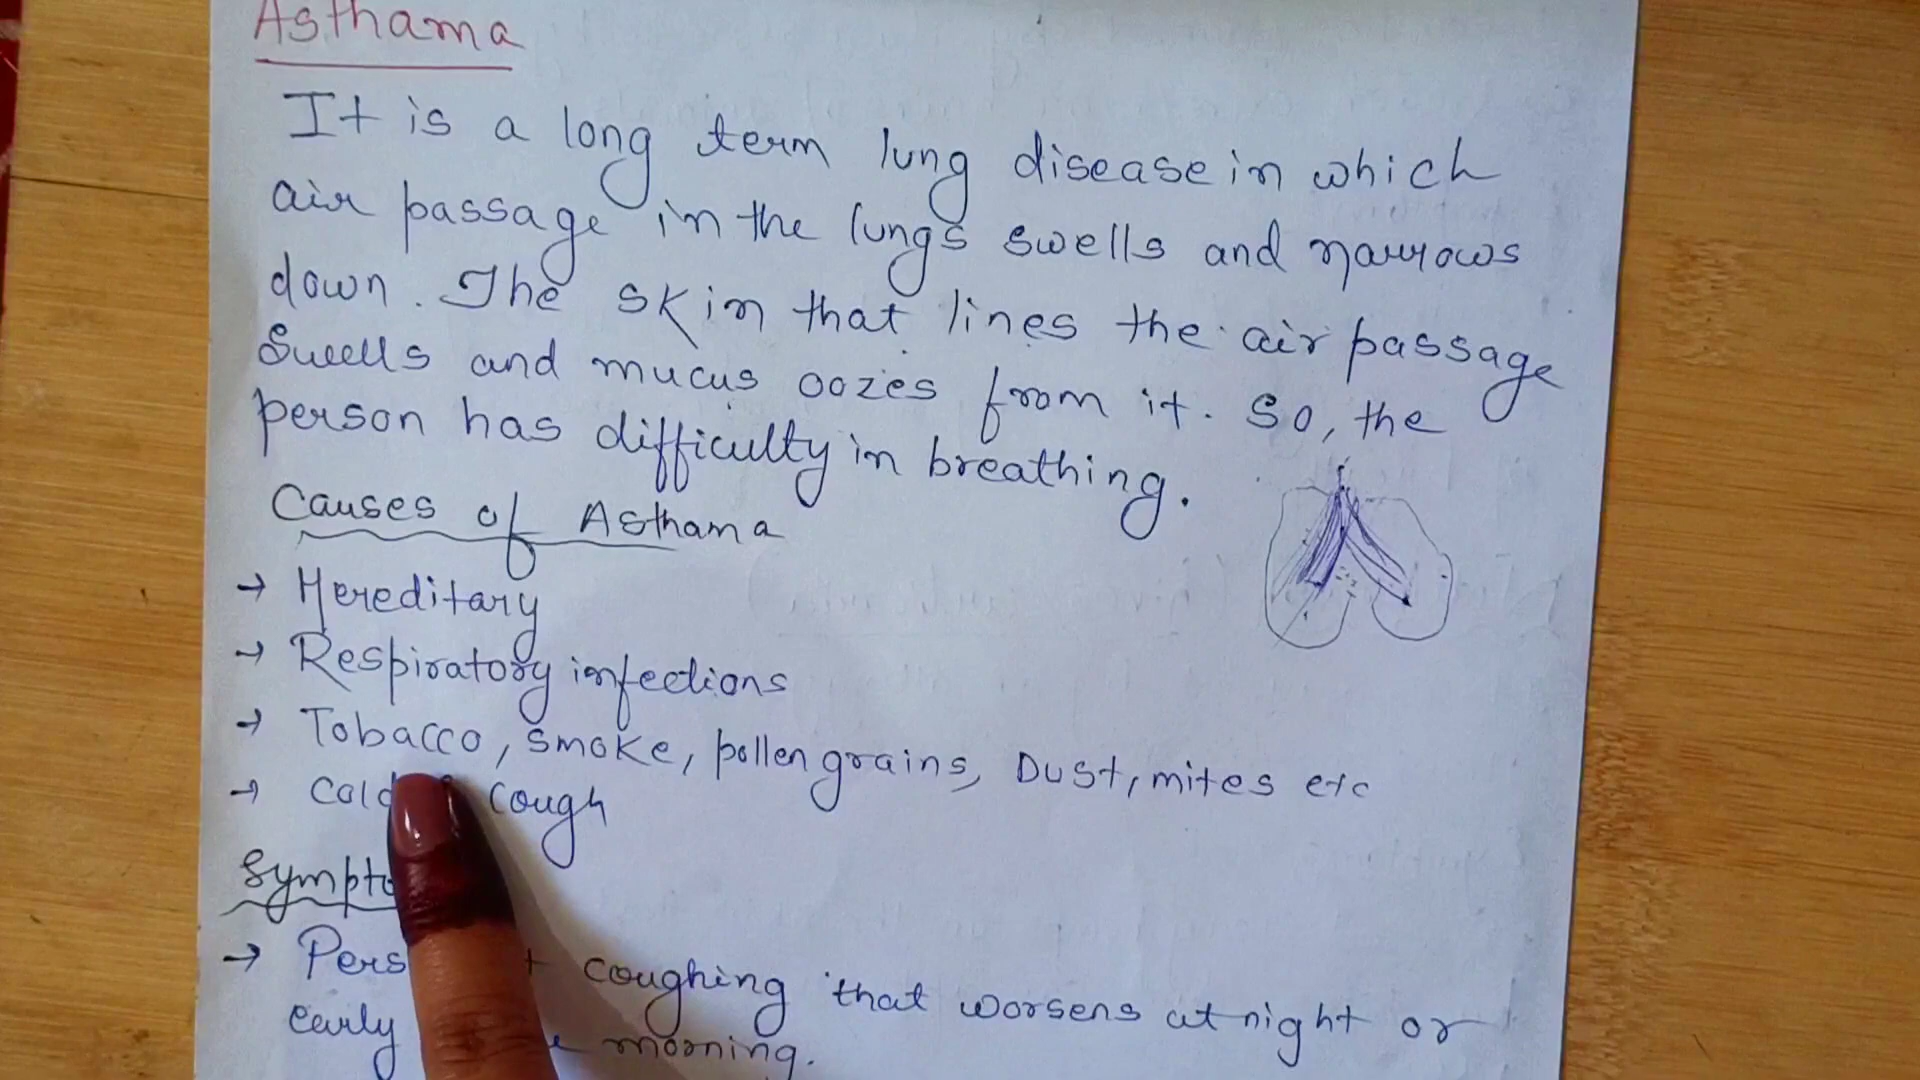 Asthama
It is a long term lung disease in which
air passage in the lungs swells and narrows
down. The skin that lines the air passage
Swells and mucus oozes from it. So, the
person has difficulty in breathing.
Causes of Asthama
→ Hereditary
→ Respiratory infections
→ Tobacco, smoke, pollen grains, Dust, mites etc
→ Cold cough
Sympto
→ Pers t coughing that worsens at night or
early morning.